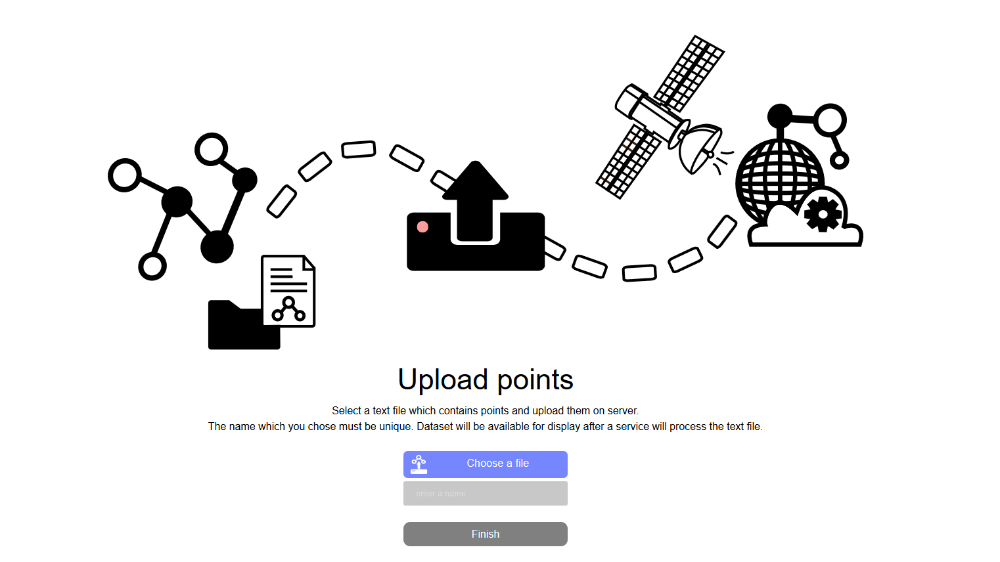 Upload points
Select a text file which contains points and upload them on server.
The name which you chose must be unique. Dataset will be available for display after a service will process the text file.
Choose a file
enter a name
Finish